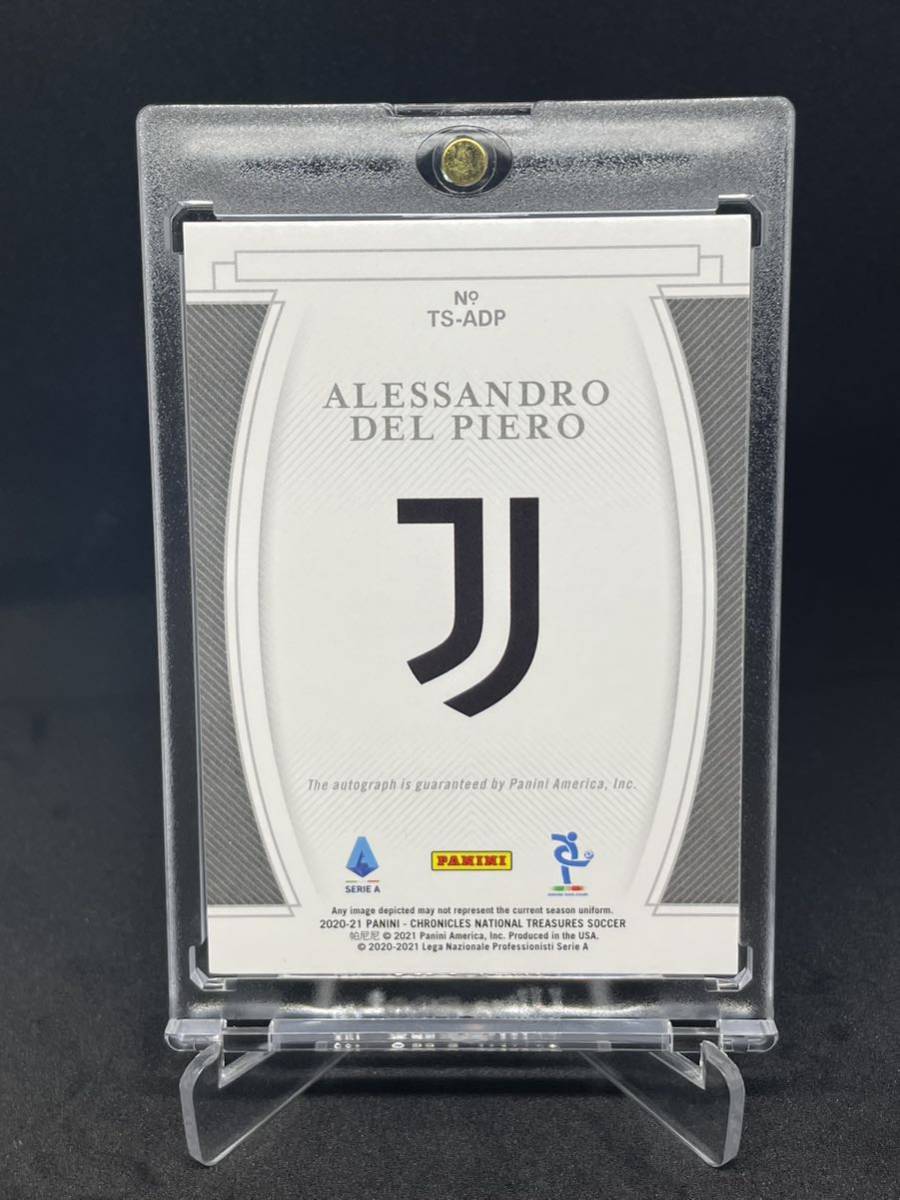 Nº
TS-ADP
ALESSANDRO
DEL PIERO
The autograph is guaranteed by Panini America, Inc.
SERIE A
PANINI
Any image depicted may not represent the current season uniform.
2020-21 PANINI - CHRONICLES NATIONAL TREASURES SOCCER
帕尼尼 © 2021 Panini America, Inc. Produced in the USA.
© 2020-2021 Lega Nazionale Professionisti Serie A